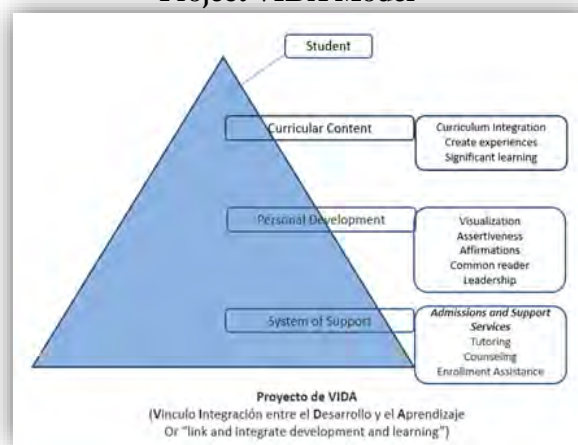 Project VIDA Model
Student
Curricular Content
Curriculum Integration
Create experiences
Significant learning
Personal Development
Visualization
Assertiveness
Affirmations
Common reader
Leadership
System of Support
Admissions and Support
Services
Tutoring
Counseling
Enrollment Assistance
Proyecto de VIDA
(Vinculo Integración entre el Desarrollo y el Aprendizaje
Or "link and integrate development and learning")